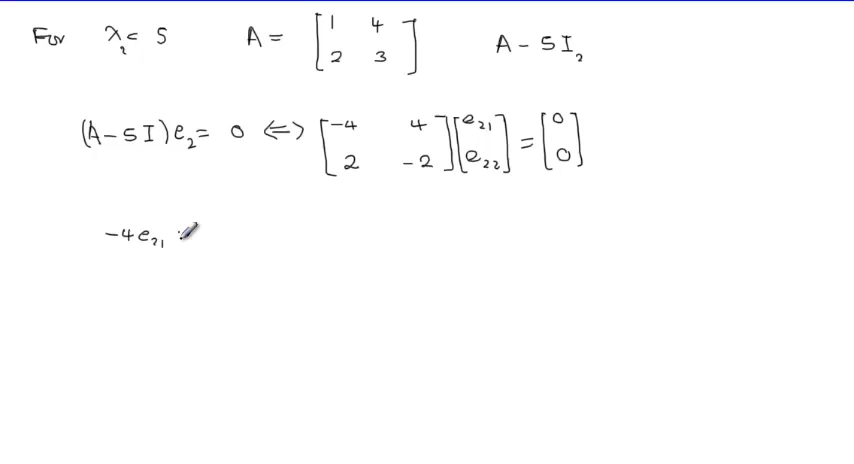 For λ₂ = 5 A = [1 4; 2 3] A - 5I₂
(A - 5I)e₂ = 0 ⟺ [-4 4; 2 -2][e₂₁; e₂₂] = [0; 0]
-4e₂₁